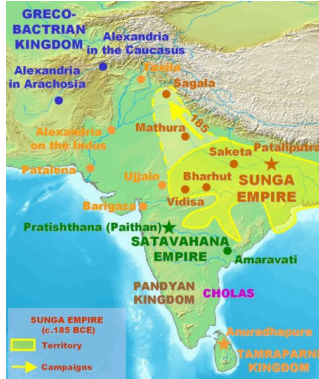 GRECO-
BACTRIAN
KINGDOM
Alexandria
in the Caucasus
Alexandria
in Arachosia
Taxila
Sagala
185
Mathura
Alexandria
on the Indus
Saketa
Pataliputra
Patalena
Ujjain
Bharhut
SUNGA
EMPIRE
Vidisa
Barigaza
Pratishthana (Paithan)
SATAVAHANA
EMPIRE
Amaravati
PANDYAN
KINGDOM
CHOLAS
SUNGA EMPIRE
(c.185 BCE)
Territory
Campaigns
Anuradhapura
TAMRAPARNI
KINGDOM